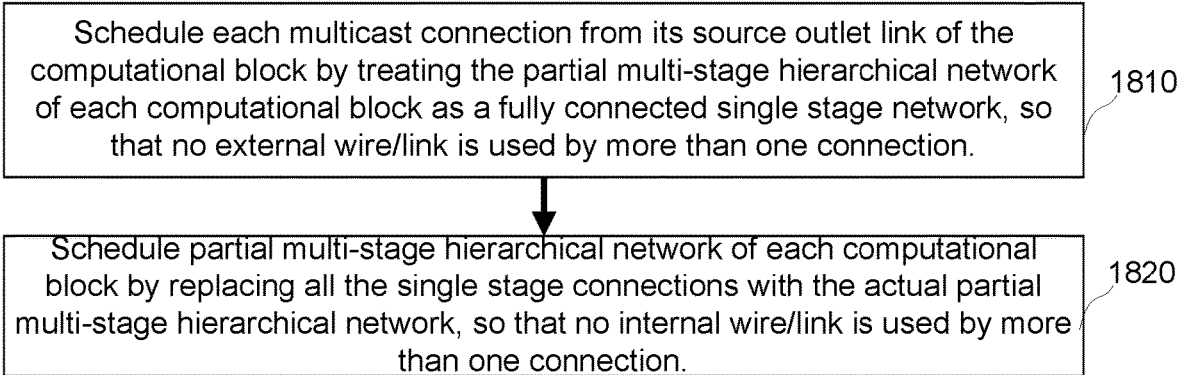 Schedule each multicast connection from its source outlet link of the
computational block by treating the partial multi-stage hierarchical network
of each computational block as a fully connected single stage network, so
that no external wire/link is used by more than one connection.
1810
Schedule partial multi-stage hierarchical network of each computational
block by replacing all the single stage connections with the actual partial
multi-stage hierarchical network, so that no internal wire/link is used by more
than one connection.
1820